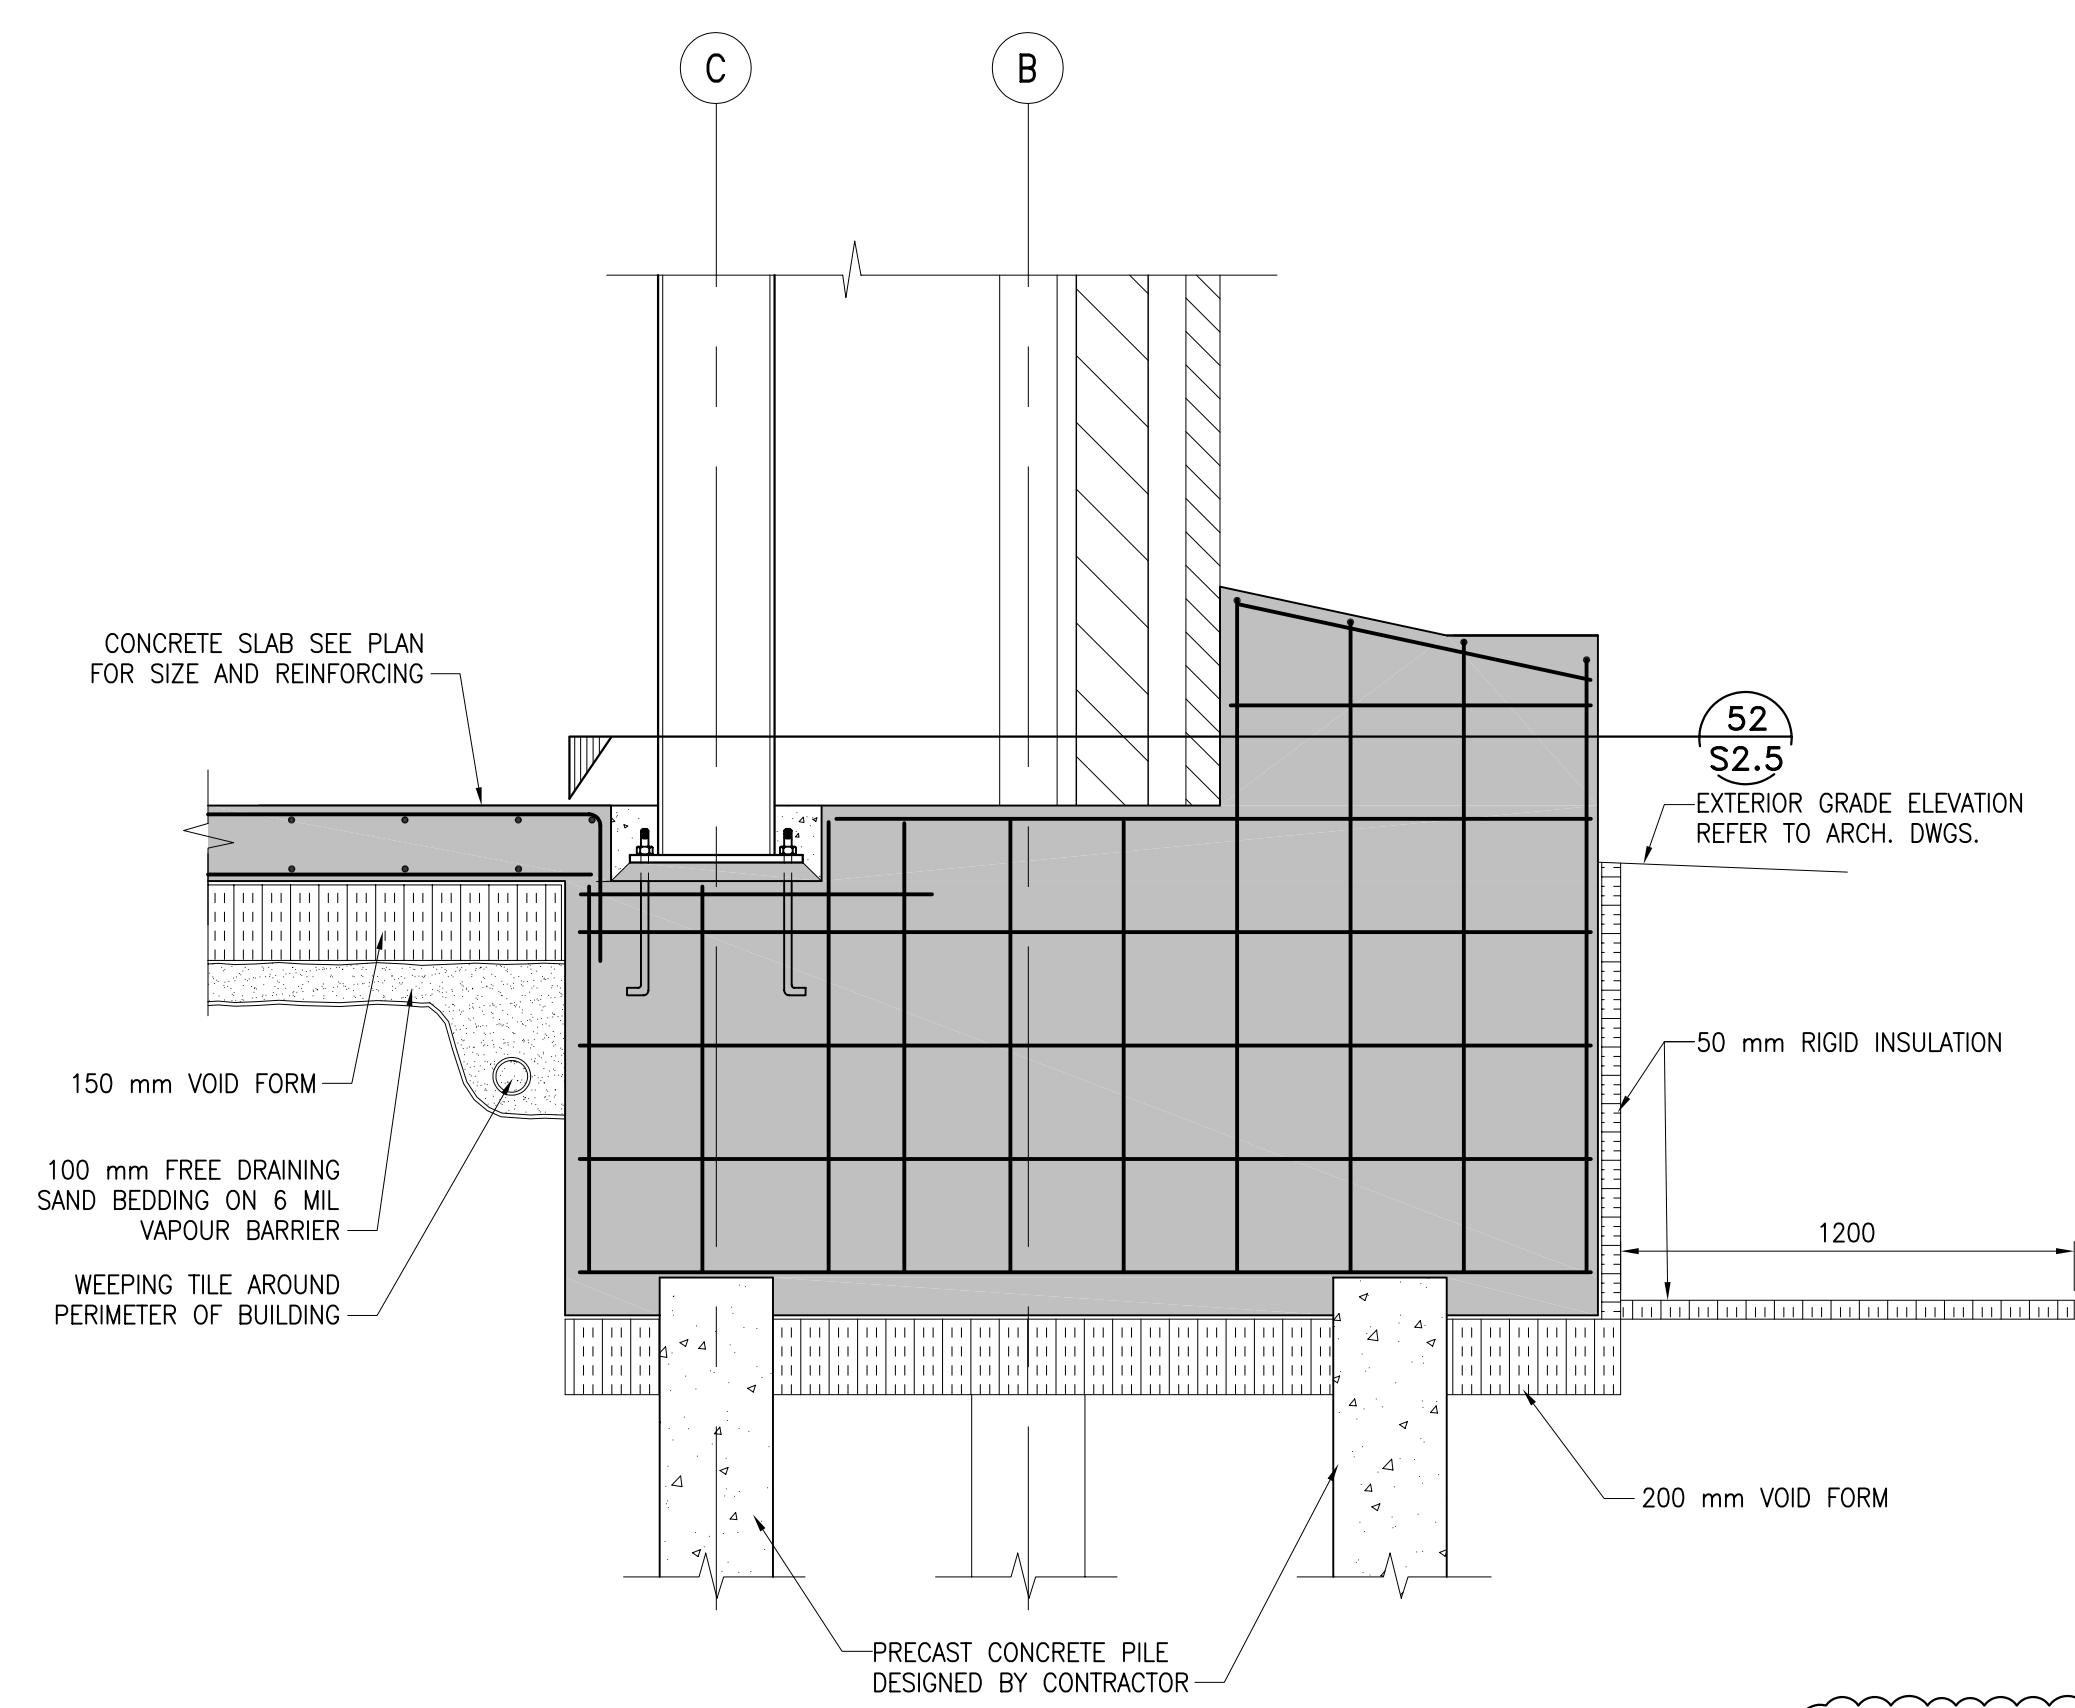 C
B
CONCRETE SLAB SEE PLAN
FOR SIZE AND REINFORCING
52
S2.5
EXTERIOR GRADE ELEVATION
REFER TO ARCH. DWGS.
50 mm RIGID INSULATION
150 mm VOID FORM
100 mm FREE DRAINING
SAND BEDDING ON 6 MIL
VAPOUR BARRIER
1200
WEEPING TILE AROUND
PERIMETER OF BUILDING
200 mm VOID FORM
PRECAST CONCRETE PILE
DESIGNED BY CONTRACTOR